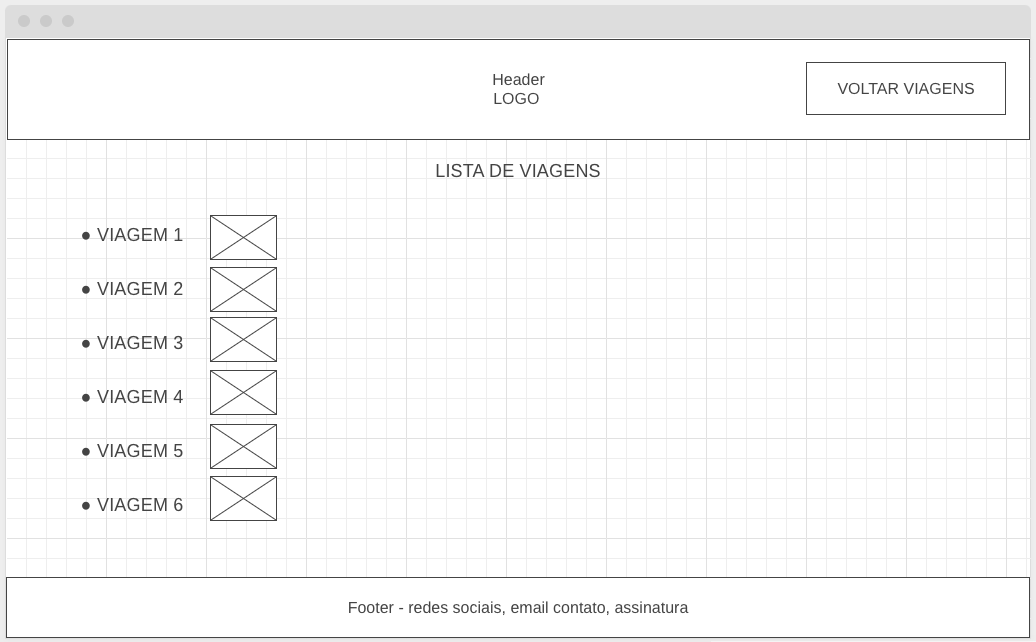 Header
LOGO
VOLTAR VIAGENS
LISTA DE VIAGENS
● VIAGEM 1
● VIAGEM 2
● VIAGEM 3
● VIAGEM 4
● VIAGEM 5
● VIAGEM 6
Footer - redes sociais, email contato, assinatura